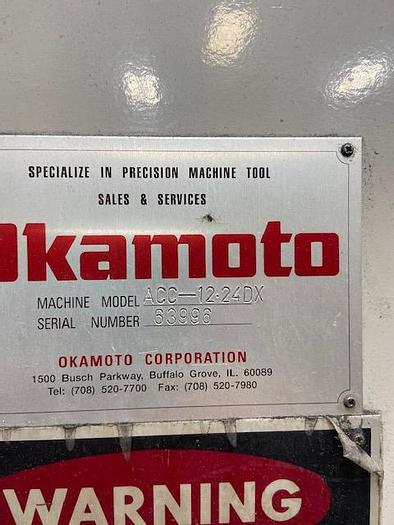 SPECIALIZE IN PRECISION MACHINE TOOL
SALES & SERVICES
Okamoto
MACHINE MODEL ACC-12·24DX
SERIAL NUMBER 63996
OKAMOTO CORPORATION
1500 Busch Parkway, Buffalo Grove, IL. 60089
Tel: (708) 520-7700 Fax: (708) 520-7980
WARNING